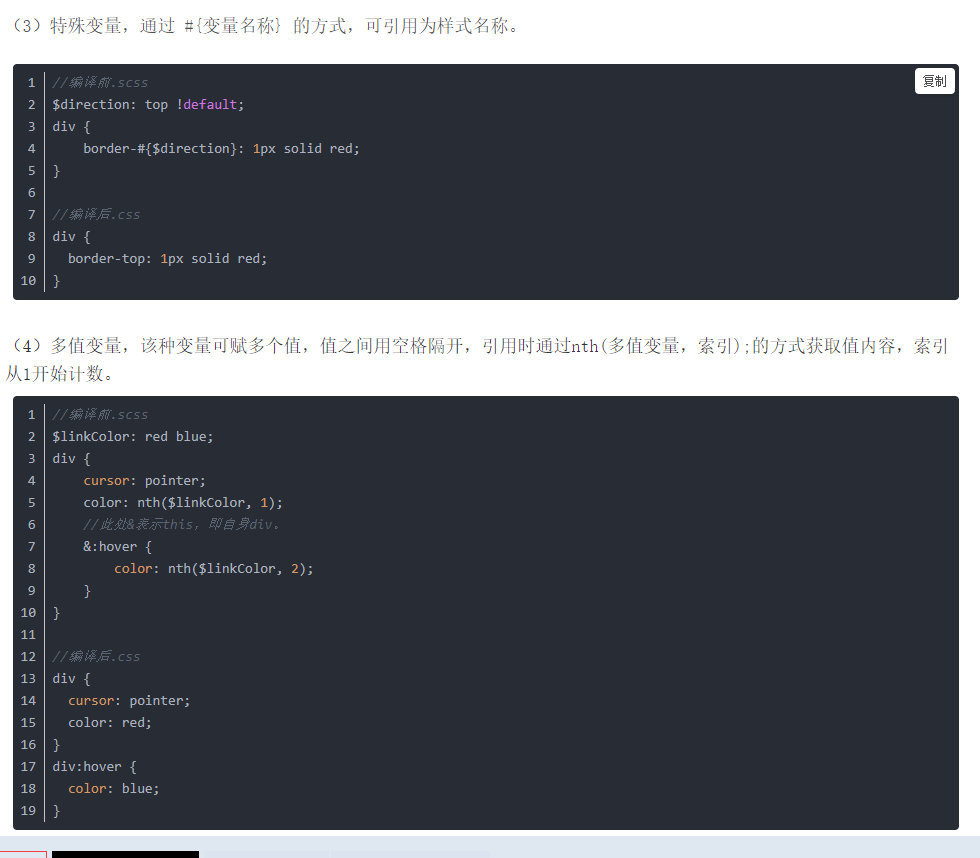 （3）特殊变量，通过 #{变量名称} 的方式，可引用为样式名称。
复制
1 //编译前.scss
2 $direction: top !default;
3 div {
4     border-#{$direction}: 1px solid red;
5 }
6
7 //编译后.css
8 div {
9   border-top: 1px solid red;
10 }
（4）多值变量，该种变量可赋多个值，值之间用空格隔开，引用时通过nth(多值变量，索引);的方式获取值内容，索引
从1开始计数。
1 //编译前.scss
2 $linkColor: red blue;
3 div {
4     cursor: pointer;
5     color: nth($linkColor, 1);
6     //此处&表示this，即自身div。
7     &:hover {
8         color: nth($linkColor, 2);
9     }
10 }
11
12 //编译后.css
13 div {
14   cursor: pointer;
15   color: red;
16 }
17 div:hover {
18   color: blue;
19 }